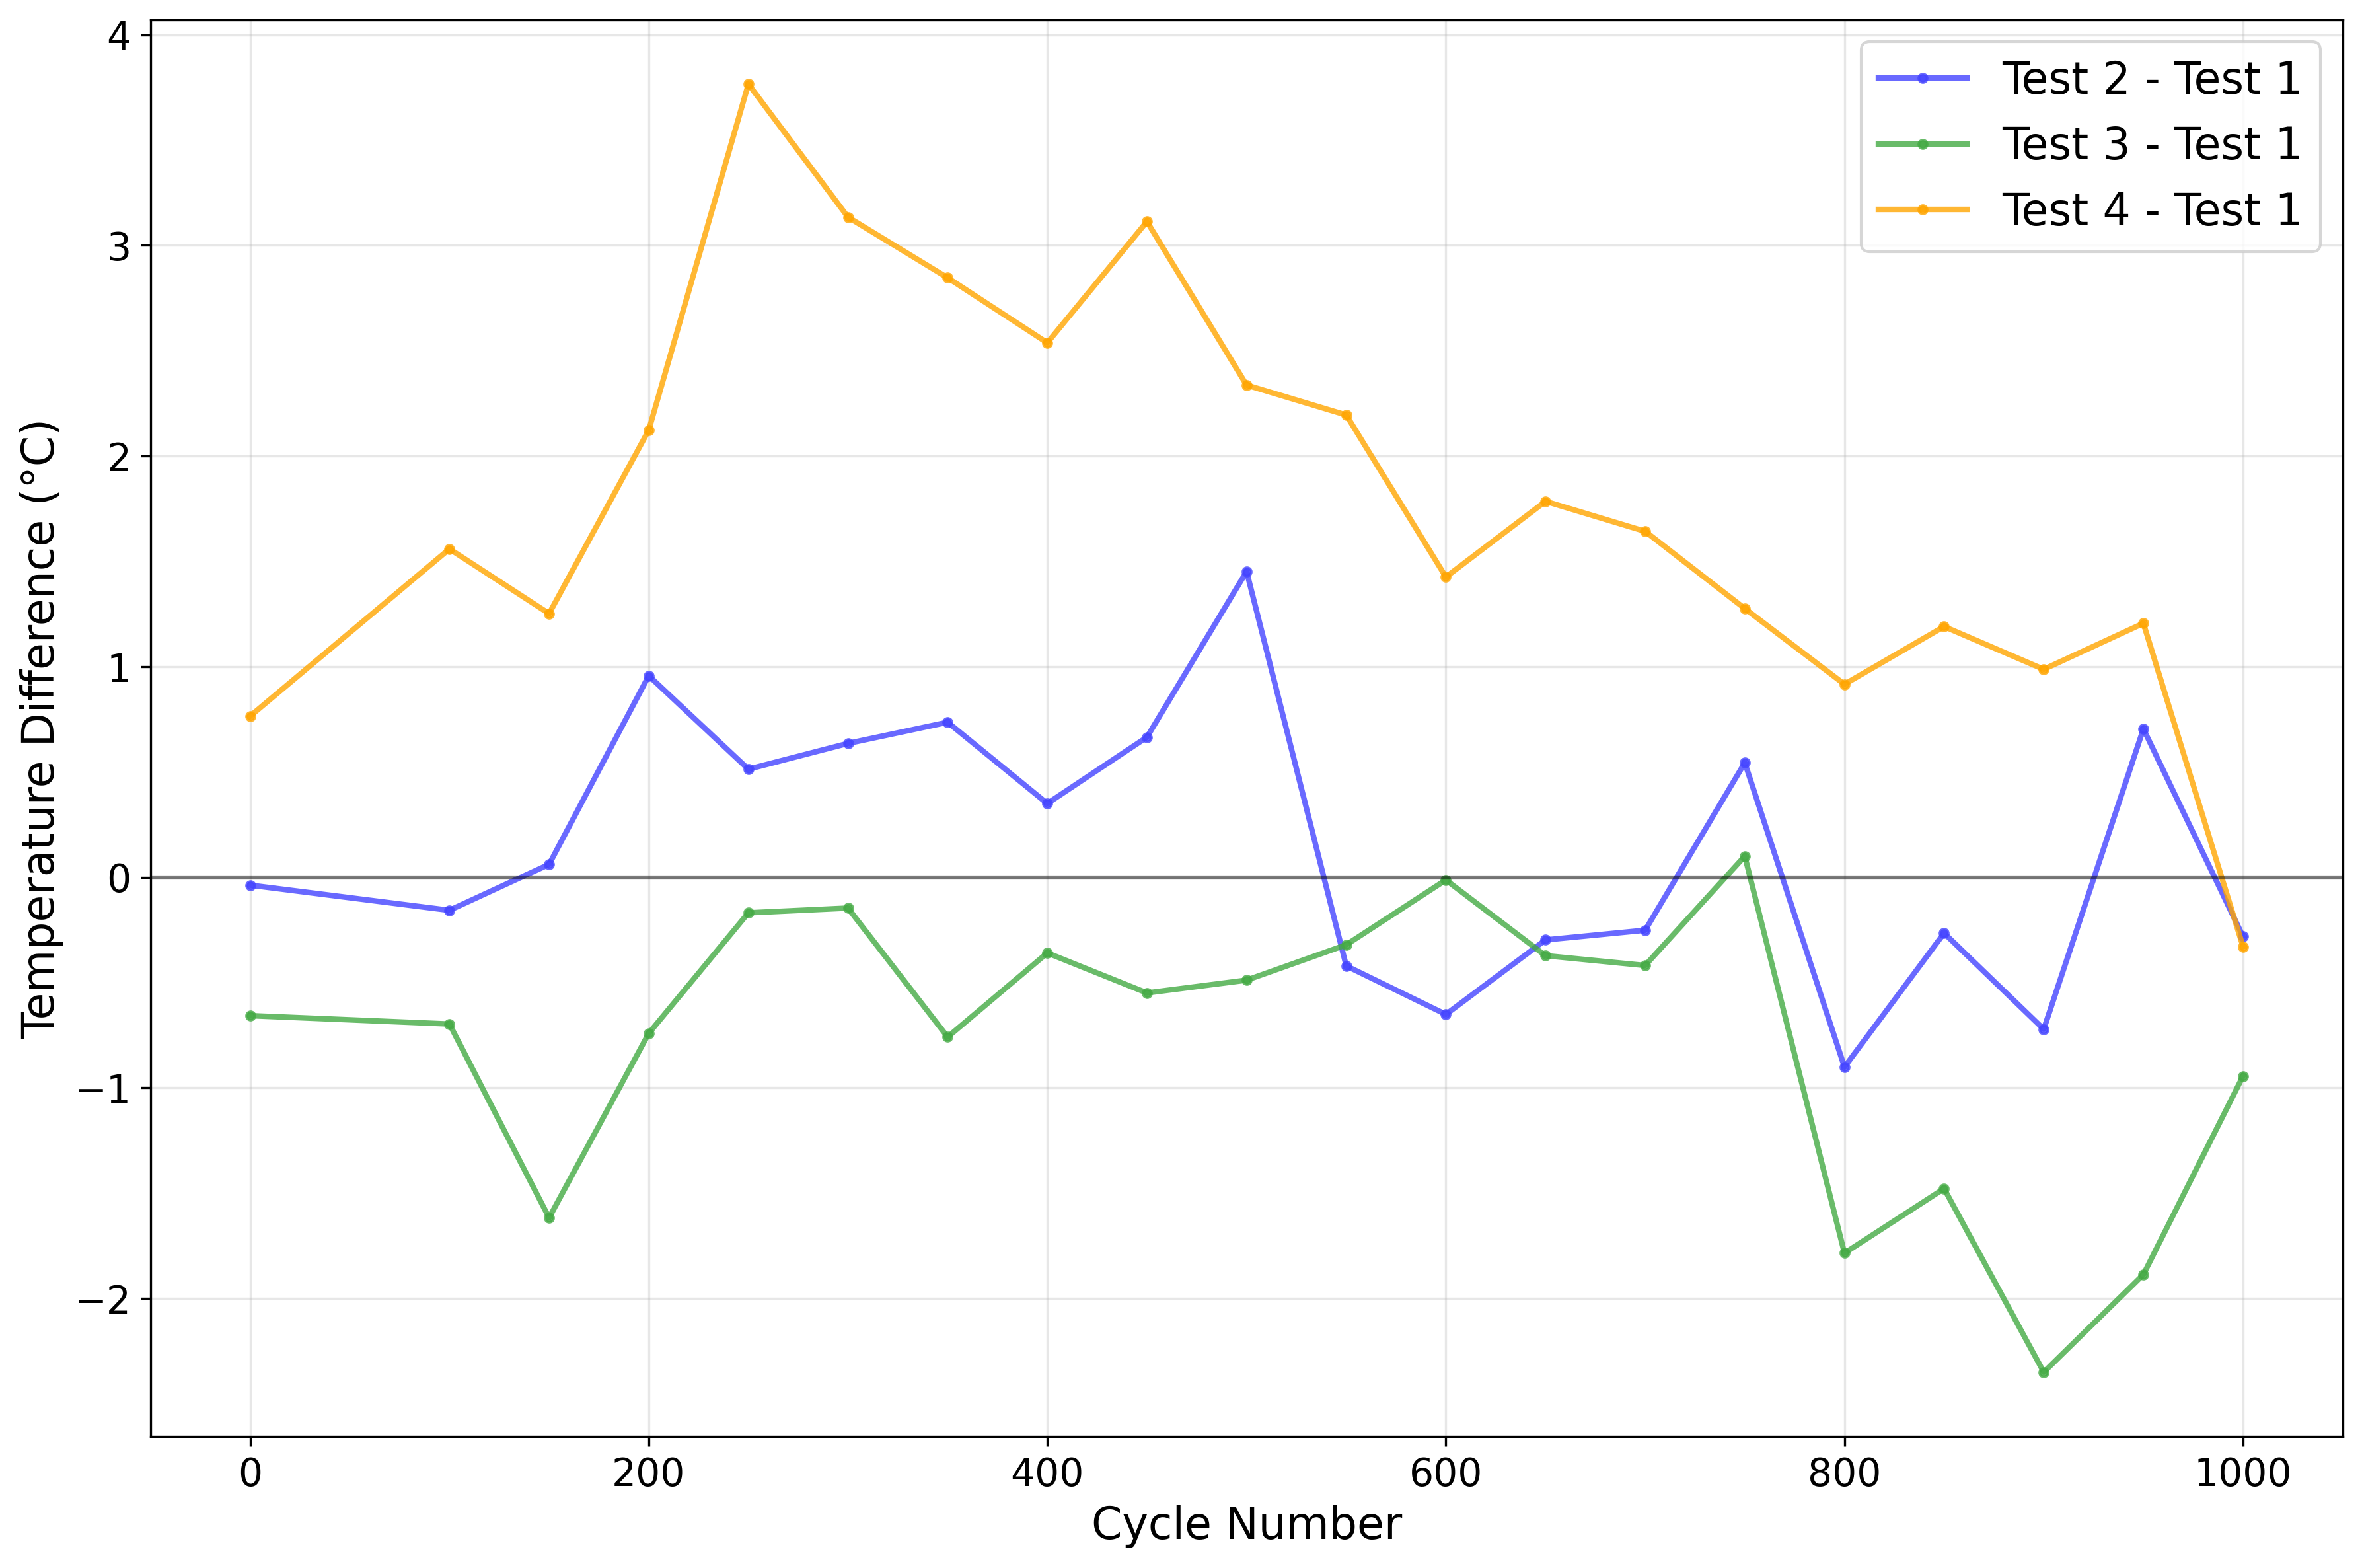 Test 2 - Test 1
Test 3 - Test 1
Test 4 - Test 1
Temperature Difference (°C)
4
3
2
1
0
−1
−2
0 200 400 600 800 1000
Cycle Number